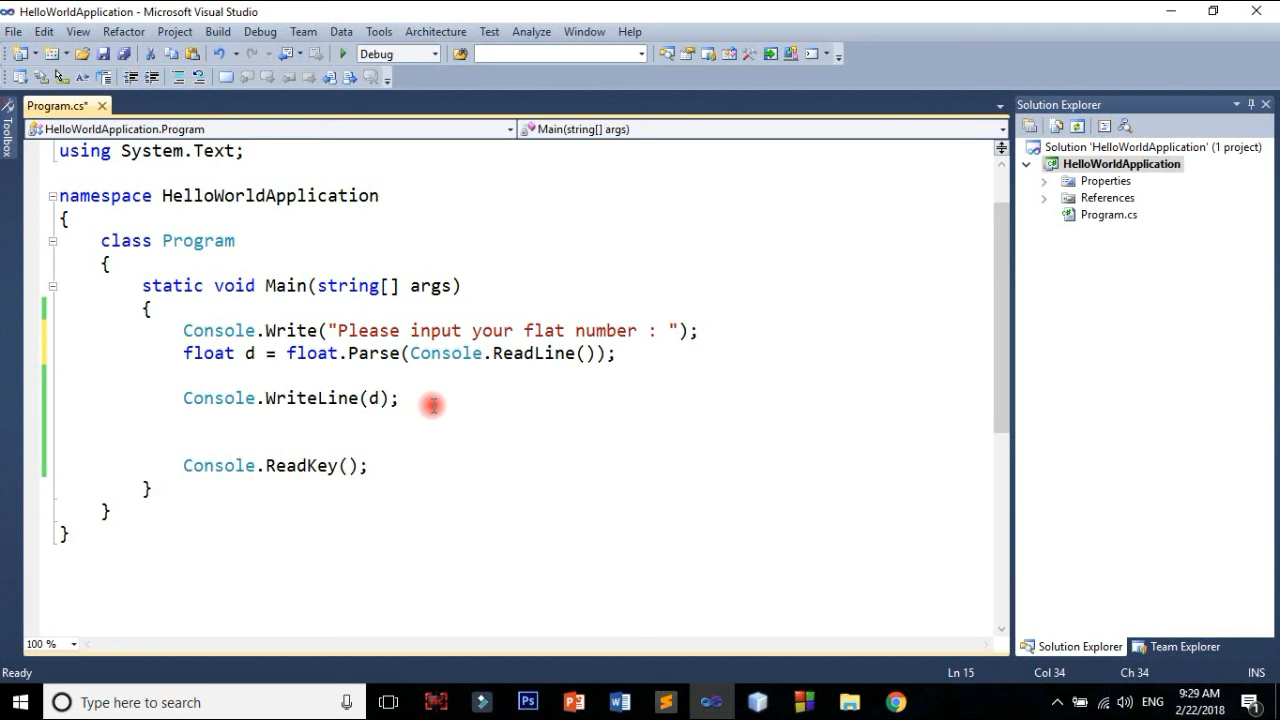 HelloWorldApplication - Microsoft Visual Studio
File Edit View Refactor Project Build Debug Team Data Tools Architecture Test Analyze Window Help
Debug
Program.cs*
Solution Explorer
HelloWorldApplication.Program
Main(string[] args)
Toolbox
using System.Text;
namespace HelloWorldApplication
{
class Program
{
static void Main(string[] args)
{
Console.Write("Please input your flat number : ");
float d = float.Parse(Console.ReadLine());
Console.WriteLine(d);
Console.ReadKey();
}
}
}
Solution 'HelloWorldApplication' (1 project)
HelloWorldApplication
Properties
References
Program.cs
100 %
Solution Explorer
Team Explorer
Ready
Ln 15
Col 34
Ch 34
INS
Type here to search
Ps
ENG
9:29 AM
2/22/2018
1